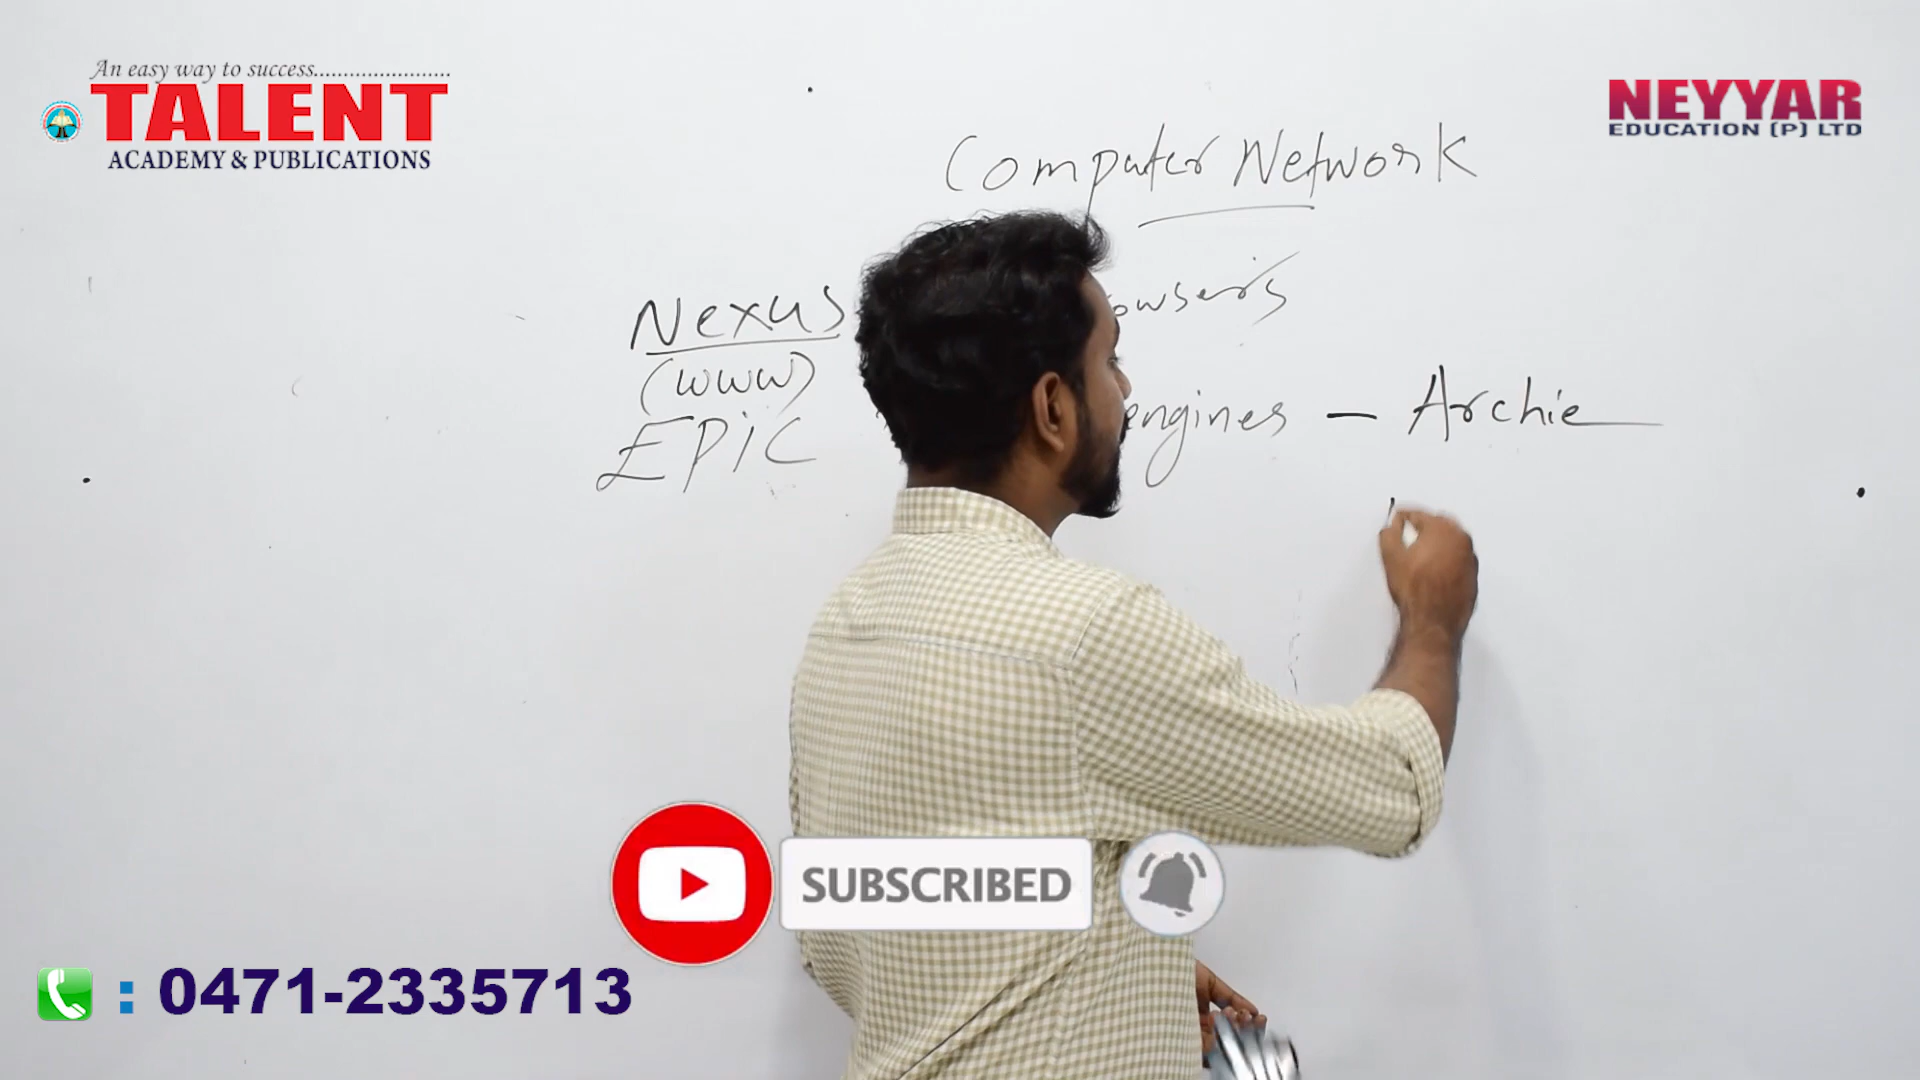 An easy way to success.......................
TALENT
ACADEMY & PUBLICATIONS
NEYYAR
EDUCATION (P) LTD
Computer Network
Nexus
(WWW)
EPIC
engines — Archie
SUBSCRIBED
: 0471-2335713